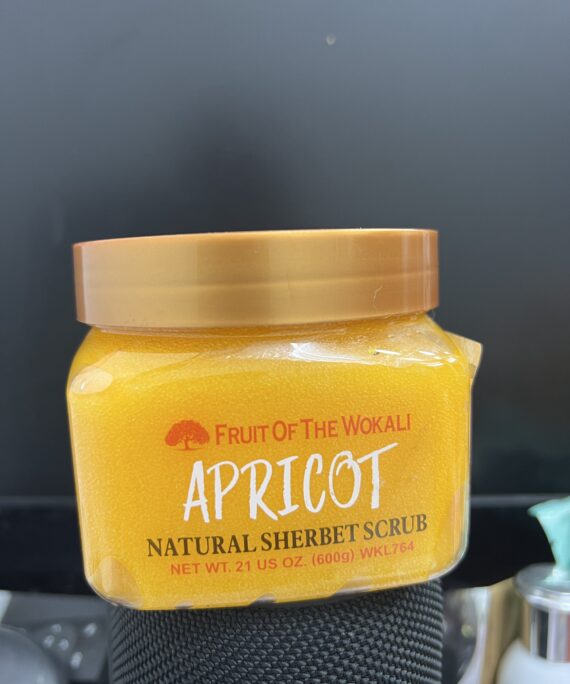 FRUIT OF THE WOKALI
APRICOT
NATURAL SHERBET SCRUB
NET WT. 21 US OZ. (600g) WKL764